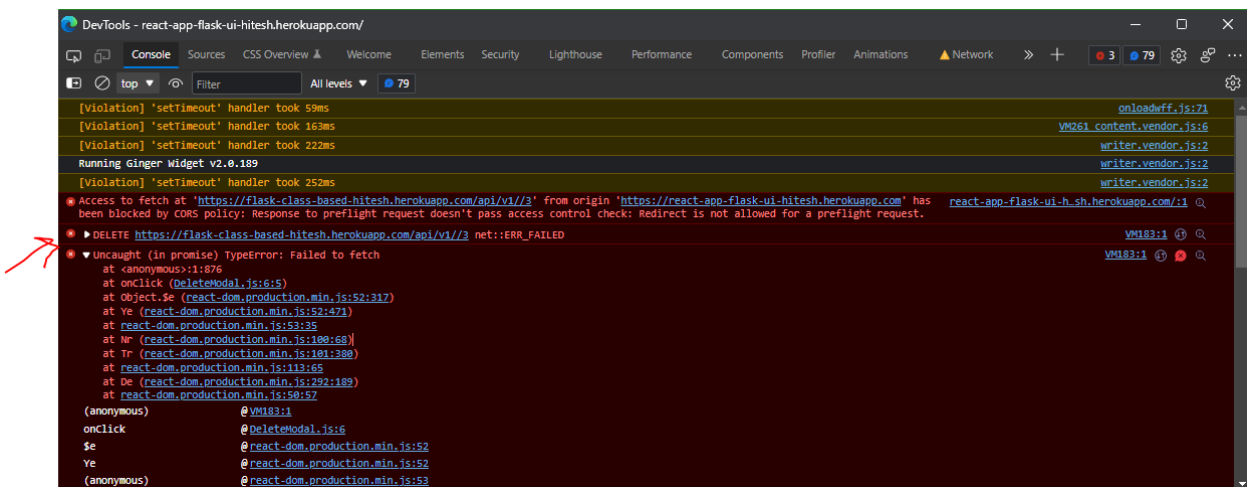 DevTools - react-app-flask-ui-hitesh.herokuapp.com/
Console Sources CSS Overview Welcome Elements Security Lighthouse Performance Components Profiler Animations Network 3 79
top Filter All levels 79
[Violation] 'setTimeout' handler took 59ms onloadwff.js:71
[Violation] 'setTimeout' handler took 163ms VM261 content.vendor.js:6
[Violation] 'setTimeout' handler took 222ms writer.vendor.js:2
Running Ginger Widget v2.0.189 writer.vendor.js:2
[Violation] 'setTimeout' handler took 252ms writer.vendor.js:2
Access to fetch at 'https://flask-class-based-hitesh.herokuapp.com/api/v1//3' from origin 'https://react-app-flask-ui-hitesh.herokuapp.com' has react-app-flask-ui-h…sh.herokuapp.com/:1
been blocked by CORS policy: Response to preflight request doesn't pass access control check: Redirect is not allowed for a preflight request.
DELETE https://flask-class-based-hitesh.herokuapp.com/api/v1//3 net::ERR_FAILED VM183:1
Uncaught (in promise) TypeError: Failed to fetch VM183:1
at <anonymous>:1:876
at onClick (DeleteModal.js:6:5)
at Object.$e (react-dom.production.min.js:52:317)
at Ye (react-dom.production.min.js:52:471)
at react-dom.production.min.js:53:35
at Nr (react-dom.production.min.js:100:68)
at Tr (react-dom.production.min.js:101:380)
at react-dom.production.min.js:113:65
at De (react-dom.production.min.js:292:189)
at react-dom.production.min.js:50:57
(anonymous) @ VM183:1
onClick @ DeleteModal.js:6
$e @ react-dom.production.min.js:52
Ye @ react-dom.production.min.js:52
(anonymous) @ react-dom.production.min.js:53